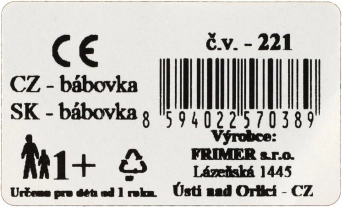 CE
č.v. - 221
CZ - bábovka
SK - bábovka
8 594022 570389
1+
Výrobce:
FRIMER s.r.o.
Lázeňská 1445
Určeno pro děti od 1 roku.
Ústí nad Orlicí - CZ